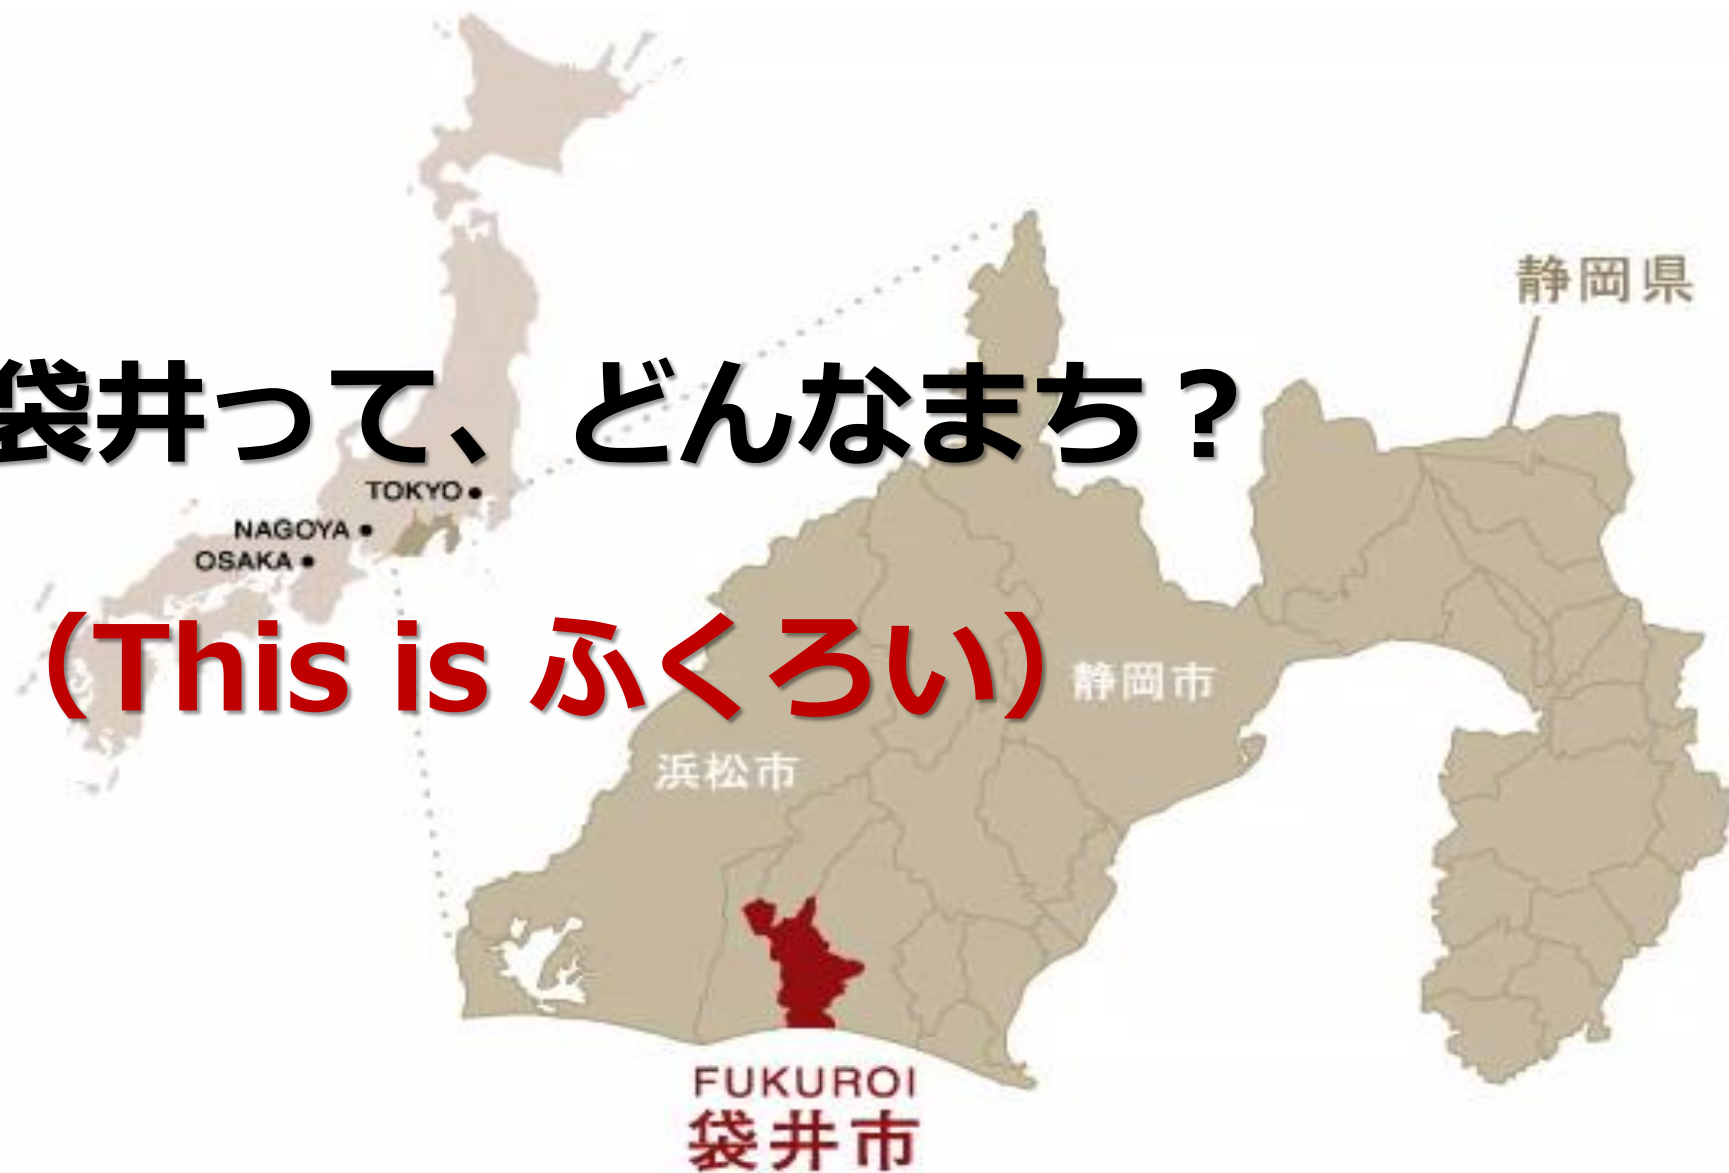 静岡県
袋井って、どんなまち？
TOKYO
NAGOYA
OSAKA
（This is ふくろい）
静岡市
浜松市
FUKUROI
袋井市